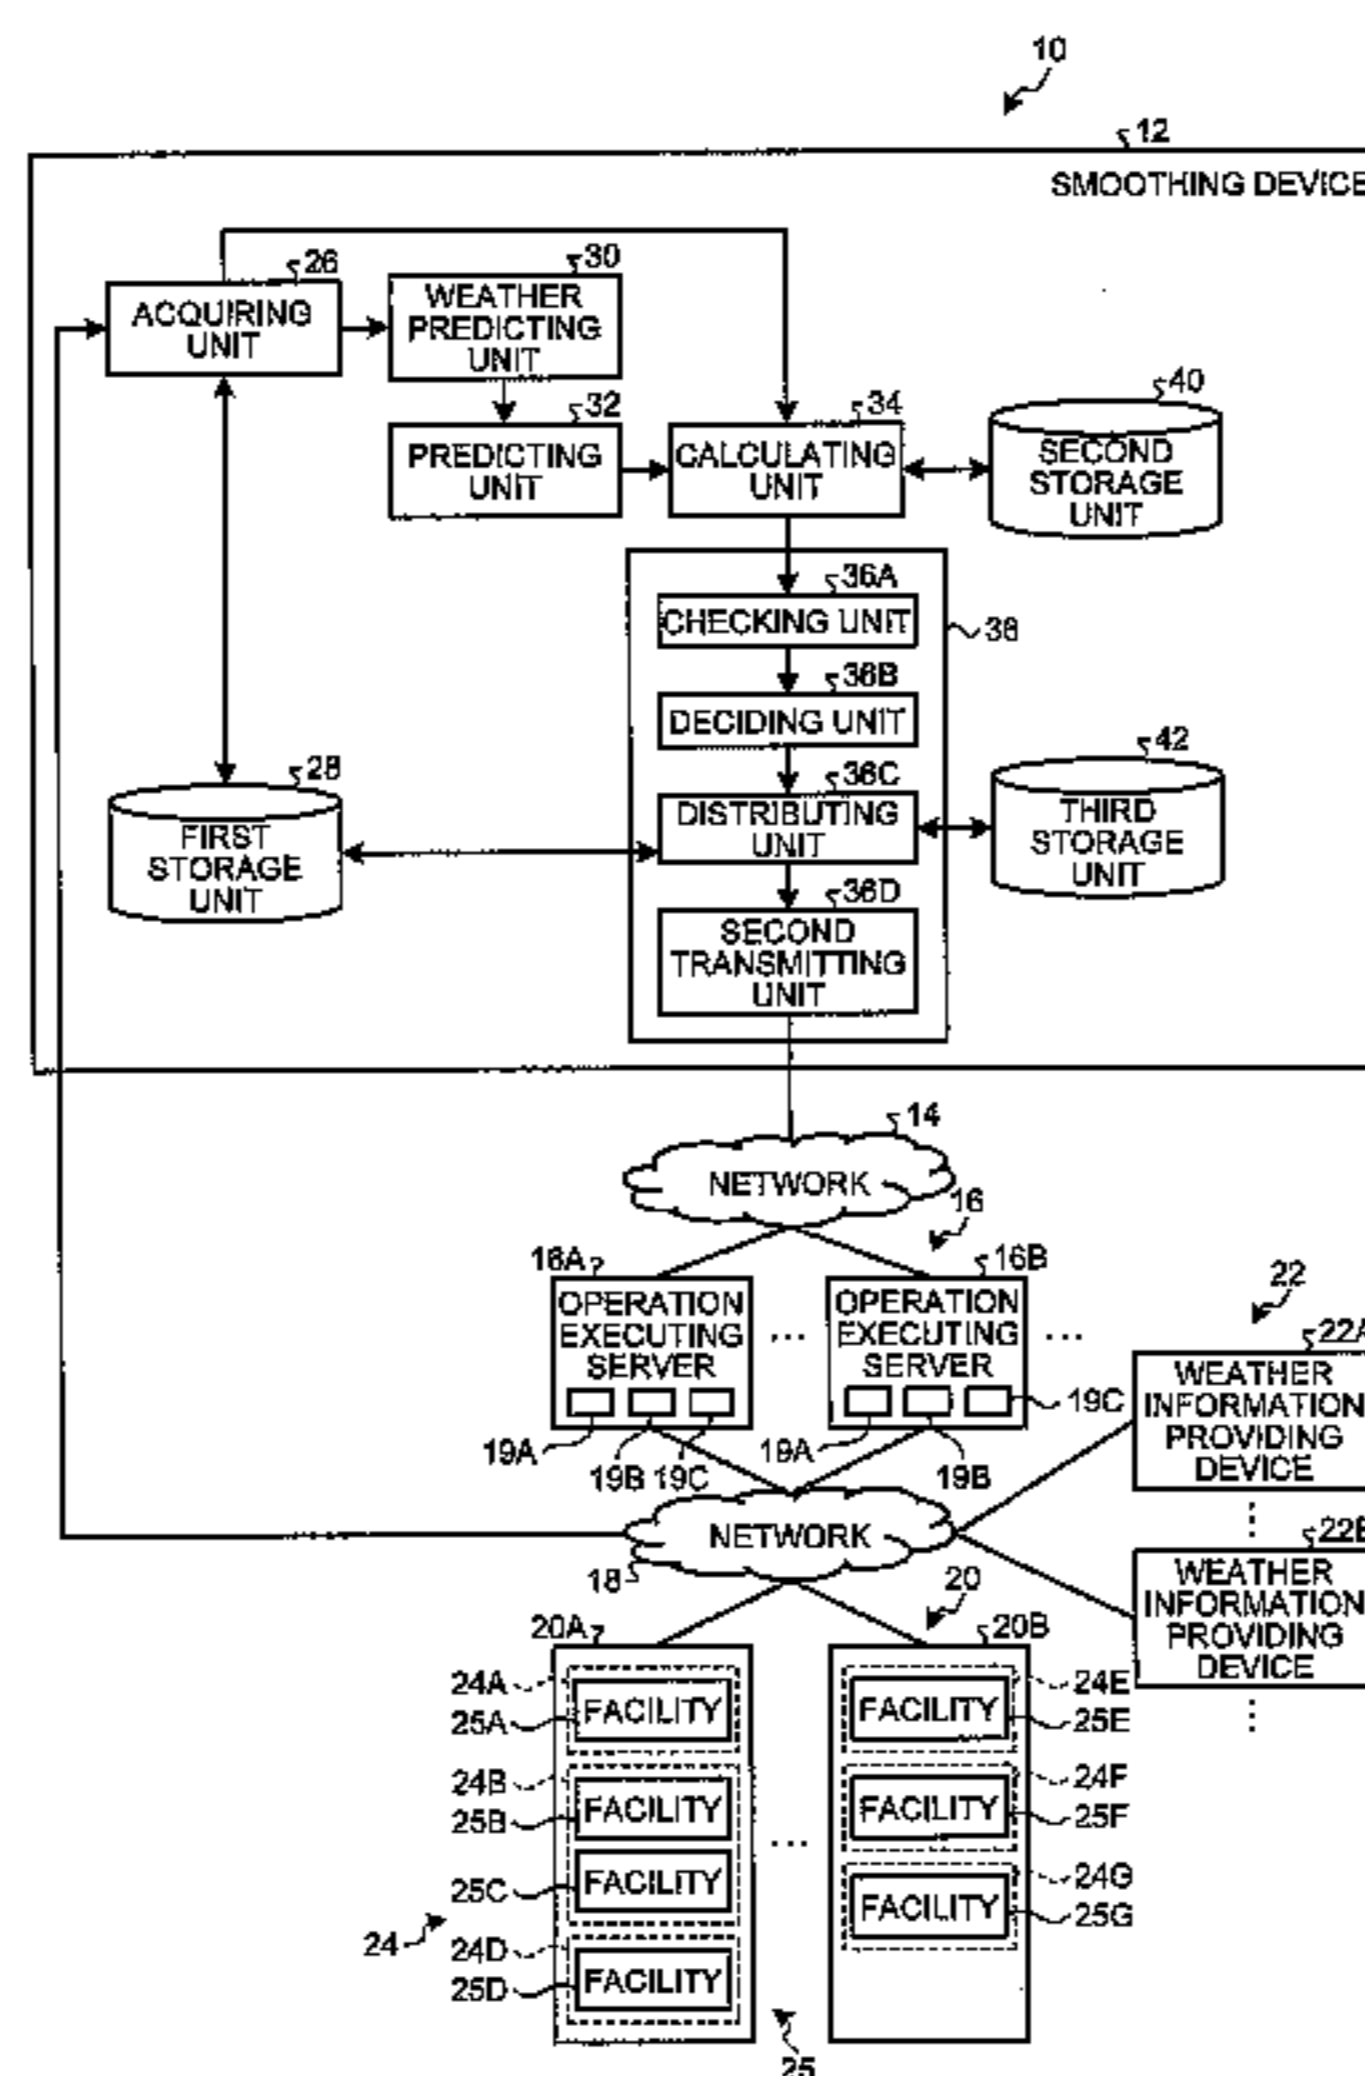 10
12
SMOOTHING DEVICE
26
ACQUIRING
UNIT
30
WEATHER
PREDICTING
UNIT
32
PREDICTING
UNIT
34
CALCULATING
UNIT
40
SECOND
STORAGE
UNIT
36A
CHECKING UNIT
36
36B
DECIDING UNIT
36C
DISTRIBUTING
UNIT
42
THIRD
STORAGE
UNIT
28
FIRST
STORAGE
UNIT
36D
SECOND
TRANSMITTING
UNIT
14
NETWORK
16
16A
OPERATION
EXECUTING
SERVER
...
16B
OPERATION
EXECUTING
SERVER
...
19A
19B
19C
19A
19B
19C
22
22A
WEATHER
INFORMATION
PROVIDING
DEVICE
22B
WEATHER
INFORMATION
PROVIDING
DEVICE
NETWORK
18
20
20A
24A
25A
FACILITY
24B
25B
FACILITY
25C
FACILITY
24
24D
25D
FACILITY
...
20B
FACILITY
24E
25E
FACILITY
24F
25F
FACILITY
24G
25G
25